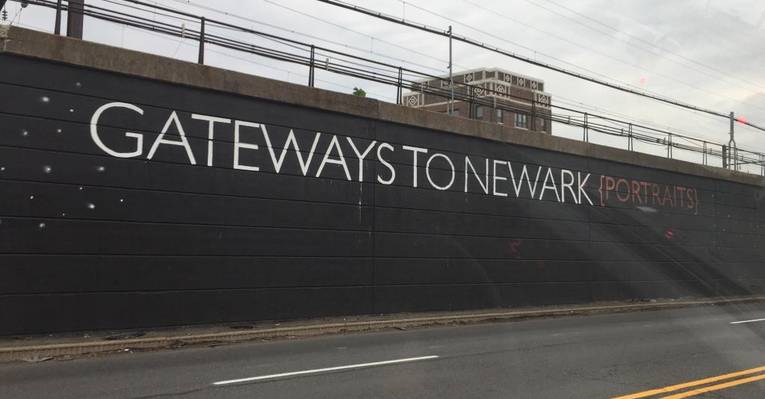 GATEWAYS TO NEWARK {PORTRAITS}